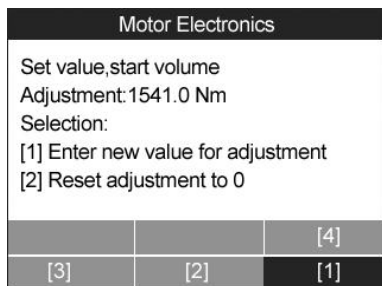 Motor Electronics
Set value,start volume
Adjustment:1541.0 Nm
Selection:
[1] Enter new value for adjustment
[2] Reset adjustment to 0
[4]
[3] [2] [1]